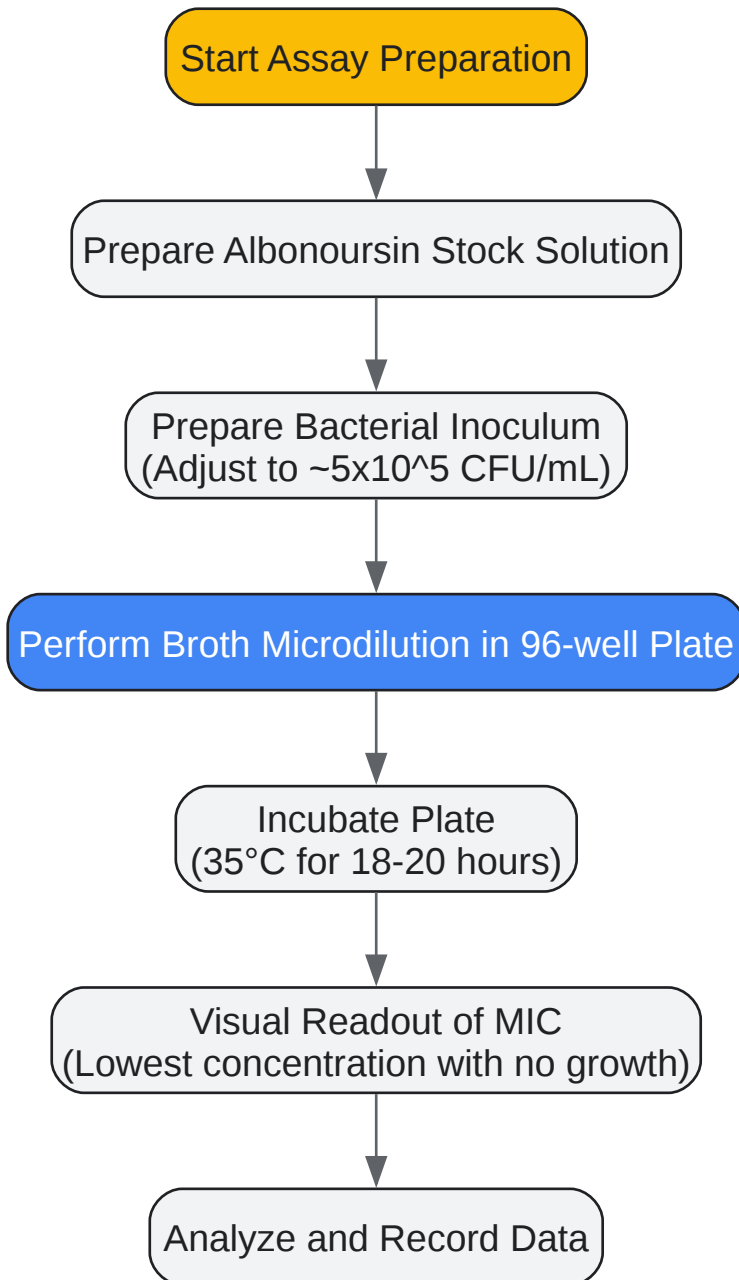 Start Assay Preparation
Prepare Albonoursin Stock Solution
Prepare Bacterial Inoculum
(Adjust to ~5x10^5 CFU/mL)
Perform Broth Microdilution in 96-well Plate
Incubate Plate
(35°C for 18-20 hours)
Visual Readout of MIC
(Lowest concentration with no growth)
Analyze and Record Data